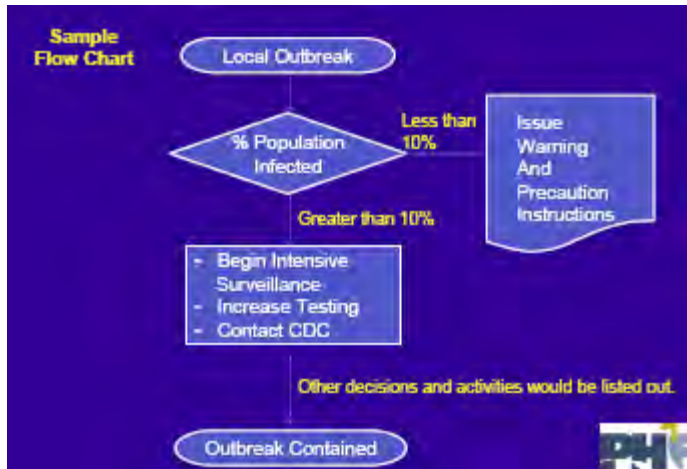 Sample
Flow Chart
Local Outbreak
% Population
Infected
Less than
10%
Issue
Warning
And
Precaution
Instructions
Greater than 10%
- Begin Intensive
Surveillance
- Increase Testing
- Contact CDC
Other decisions and activities would be listed out.
Outbreak Contained